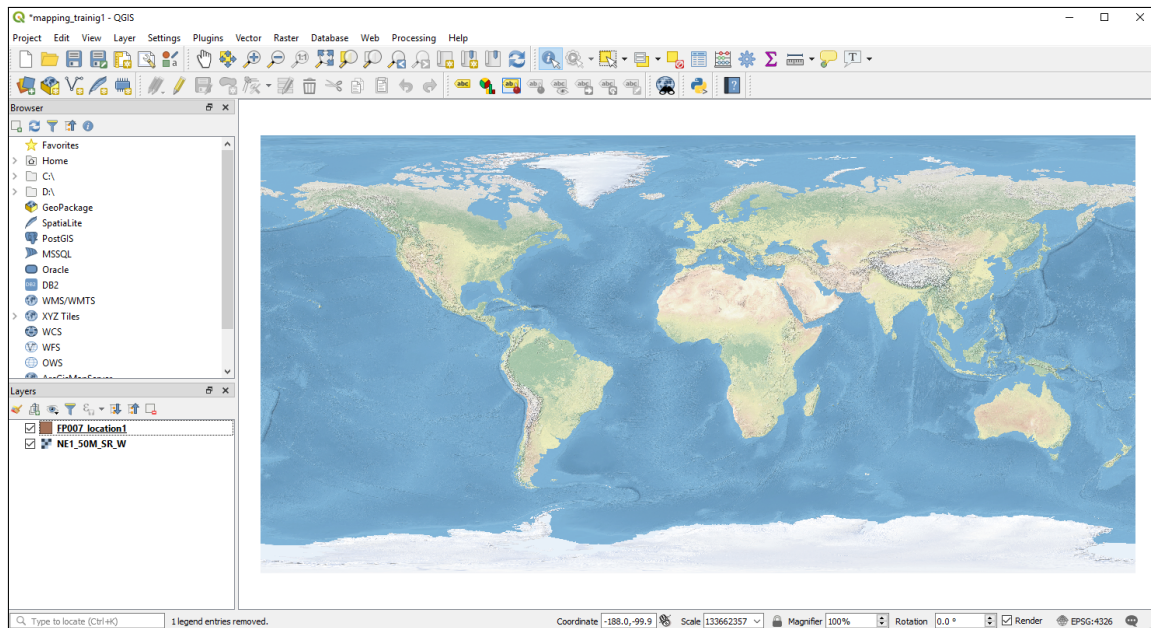 *mapping_trainig1 - QGIS
Project Edit View Layer Settings Plugins Vector Raster Database Web Processing Help
Browser
Favorites
Home
C:\
D:\
GeoPackage
SpatiaLite
PostGIS
MSSQL
Oracle
DB2
WMS/WMTS
XYZ Tiles
WCS
WFS
OWS
ArcGisMapServer
Layers
FP007_location1
NE1_50M_SR_W
Type to locate (Ctrl+K) 1 legend entries removed. Coordinate -188.0,-99.9 Scale 133662357 Magnifier 100% Rotation 0.0 ° Render EPSG:4326